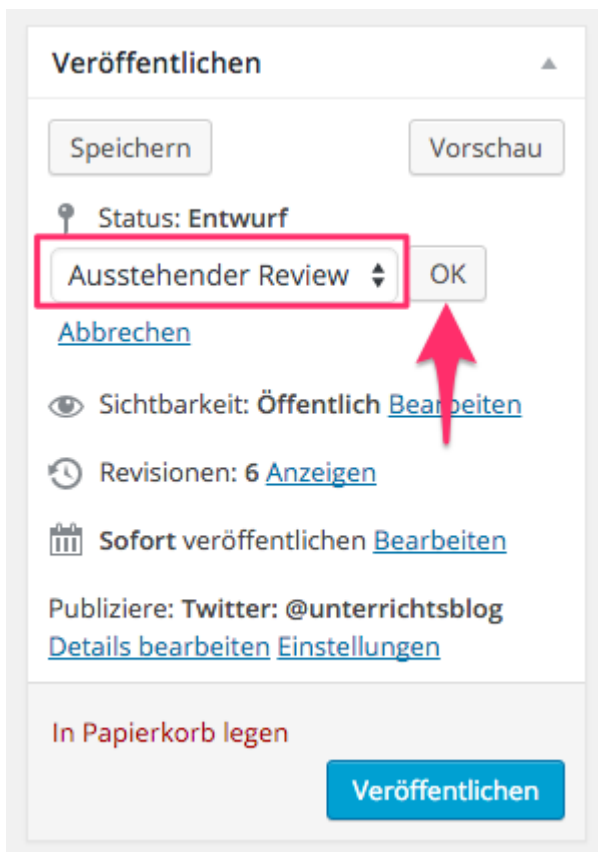 Veröffentlichen
Speichern Vorschau
Status: Entwurf
Ausstehender Review OK
Abbrechen
Sichtbarkeit: Öffentlich Bearbeiten
Revisionen: 6 Anzeigen
Sofort veröffentlichen Bearbeiten
Publiziere: Twitter: @unterrichtsblog
Details bearbeiten Einstellungen
In Papierkorb legen
Veröffentlichen